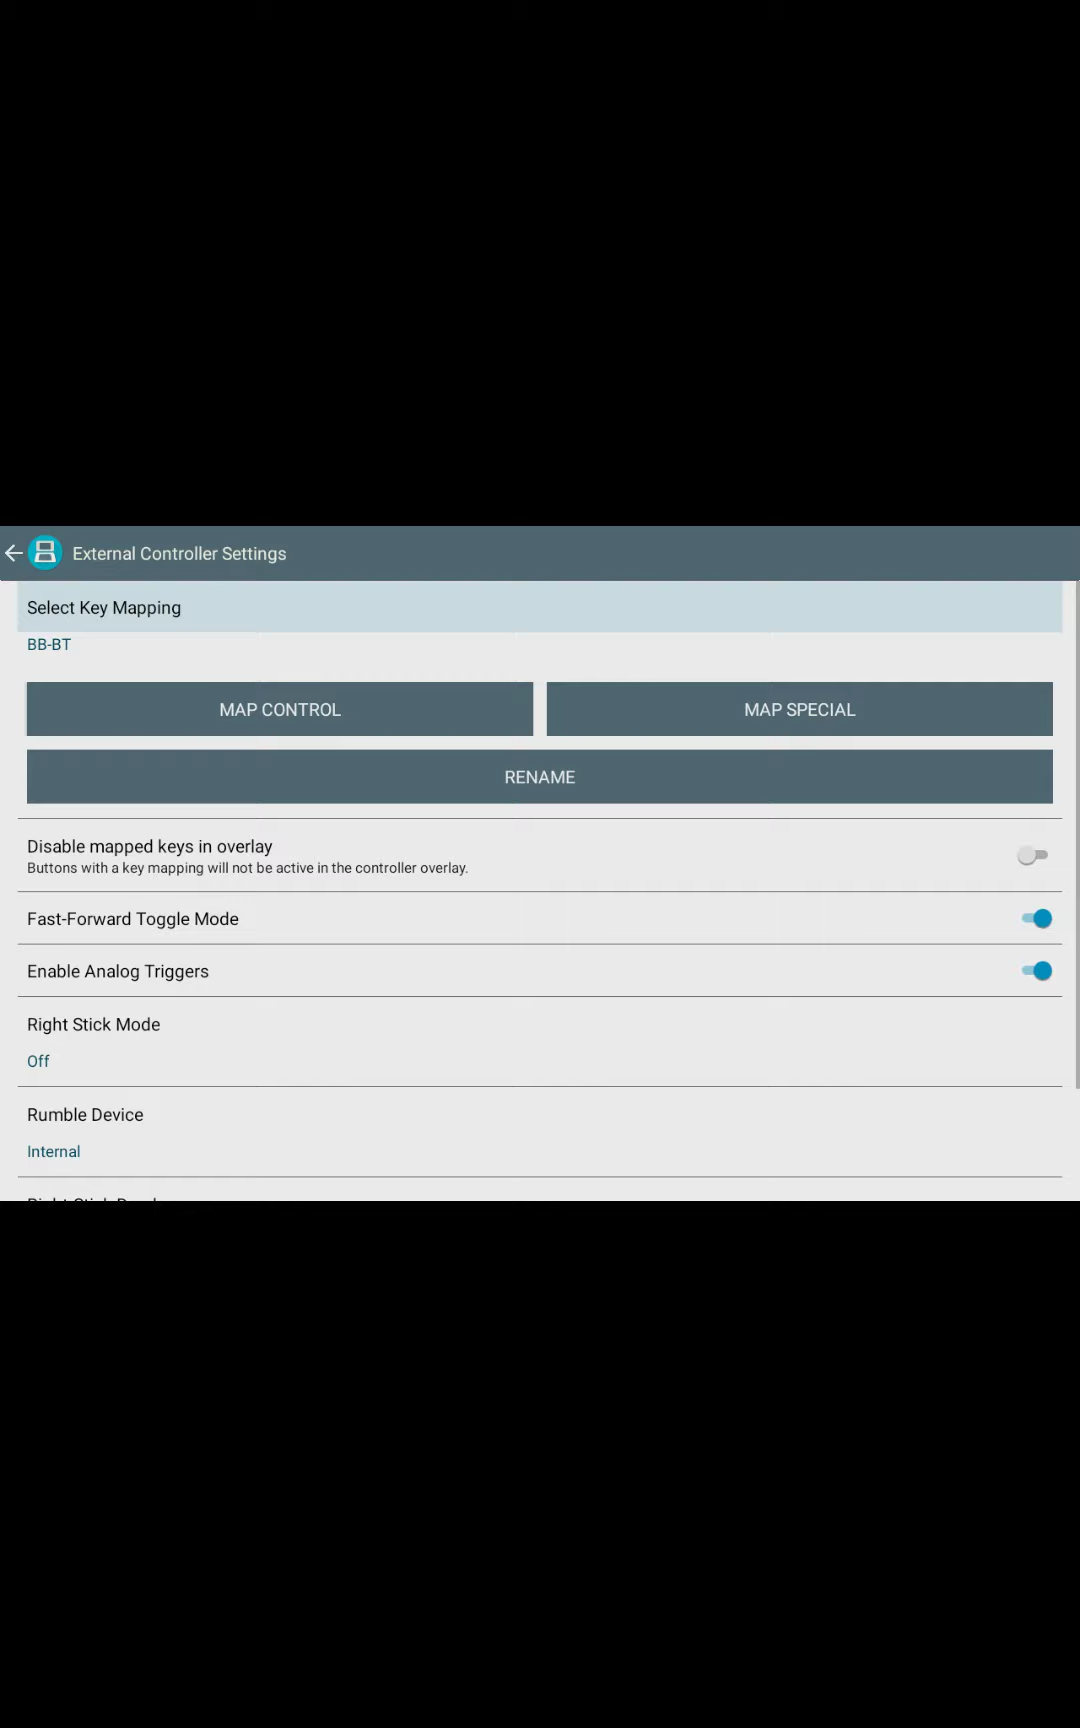 External Controller Settings
Select Key Mapping
BB-BT
MAP CONTROL
MAP SPECIAL
RENAME
Disable mapped keys in overlay
Buttons with a key mapping will not be active in the controller overlay.
Fast-Forward Toggle Mode
Enable Analog Triggers
Right Stick Mode
Off
Rumble Device
Internal